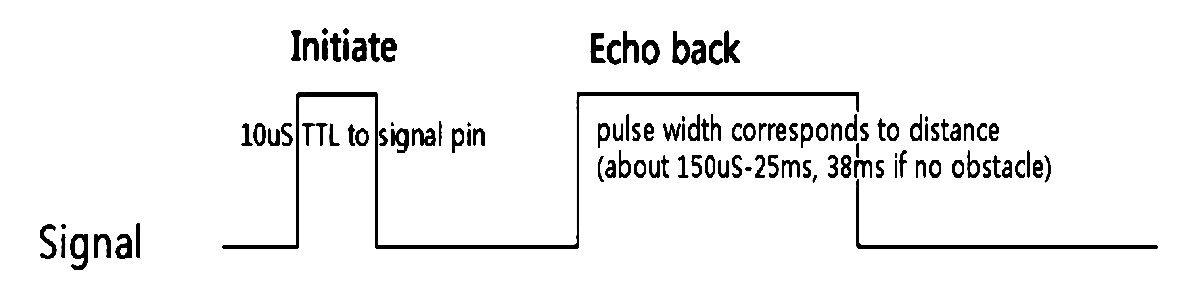 Initiate
Echo back
10uS TTL to signal pin
pulse width corresponds to distance
(about 150uS-25ms, 38ms if no obstacle)
Signal